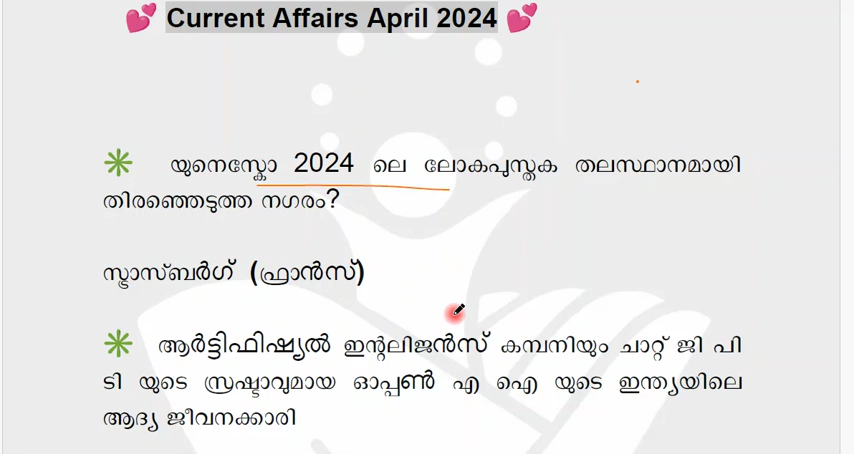 💕 Current Affairs April 2024 💕
✳ യുനെസ്കോ 2024 ലെ ലോകപുസ്തക തലസ്ഥാനമായി
തിരഞ്ഞെടുത്ത നഗരം?
സ്ട്രാസ്ബർഗ് (ഫ്രാൻസ്)
✳ ആർട്ടിഫിഷ്യൽ ഇന്റലിജൻസ് കമ്പനിയും ചാറ്റ് ജി പി
ടി യുടെ സ്രഷ്ടാവുമായ ഓപ്പൺ എ ഐ യുടെ ഇന്ത്യയിലെ
ആദ്യ ജീവനക്കാരി